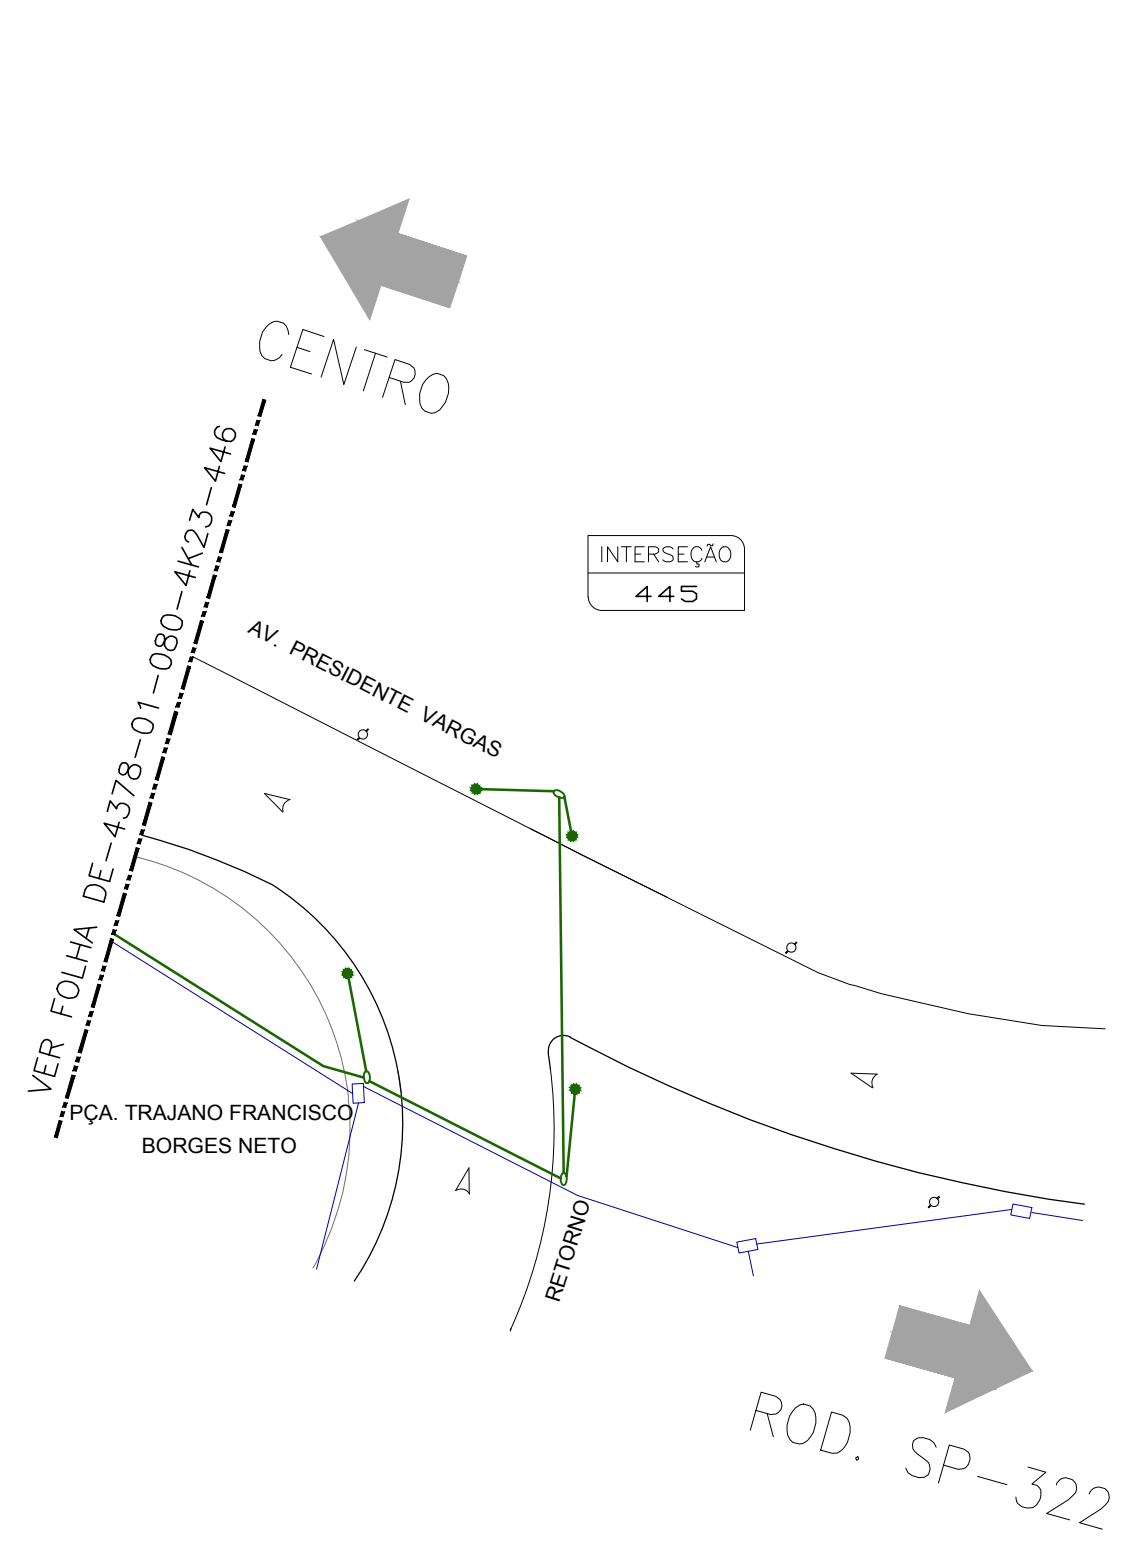 CENTRO
VER FOLHA DE-4378-01-080-4K23-446
INTERSEÇÃO
445
AV. PRESIDENTE VARGAS
PÇA. TRAJANO FRANCISCO
BORGES NETO
RETORNO
ROD. SP-322